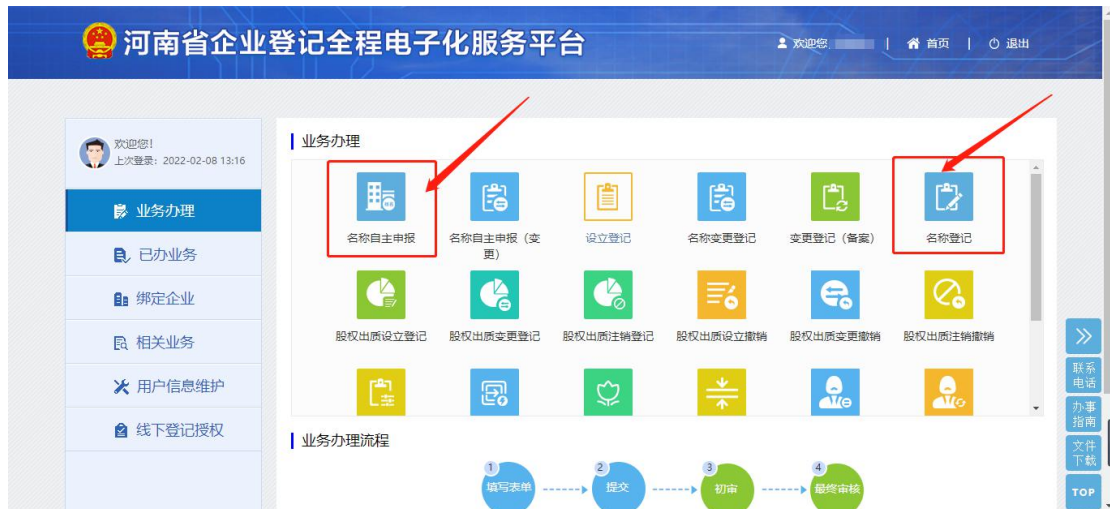 河南省企业登记全程电子化服务平台
欢迎您, | 首页 | 退出
欢迎您!
上次登录：2022-02-08 13:16
业务办理
已办业务
绑定企业
相关业务
用户信息维护
线下登记授权
业务办理
名称自主申报
名称自主申报（变
更）
设立登记
名称变更登记
变更登记（备案）
名称登记
股权出质设立登记
股权出质变更登记
股权出质注销登记
股权出质设立撤销
股权出质变更撤销
股权出质注销撤销
业务办理流程
1
填写表单
2
提交
3
初审
4
最终审核
联系
电话
办事
指南
文件
下载
TOP